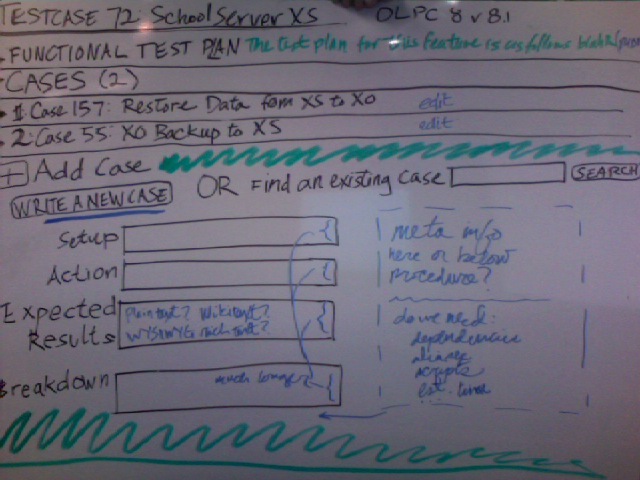 TESTCASE 72: SchoolServer XS OLPC 8 v 8.1
FUNCTIONAL TEST PLAN The test plan for this feature is as follows blah
CASES (2)
1: Case 157: Restore Data from XS to XO edit
2: Case 55: XO Backup to XS edit
+ Add Case
WRITE A NEW CASE OR Find an existing case SEARCH
Setup
Action
Expected Results
plaintext? Wikitext?
WYSIWYG rich text?
Breakdown
much longer
meta info
here or below
procedure?
do we need:
dependencies
aliases
scripts
est. time